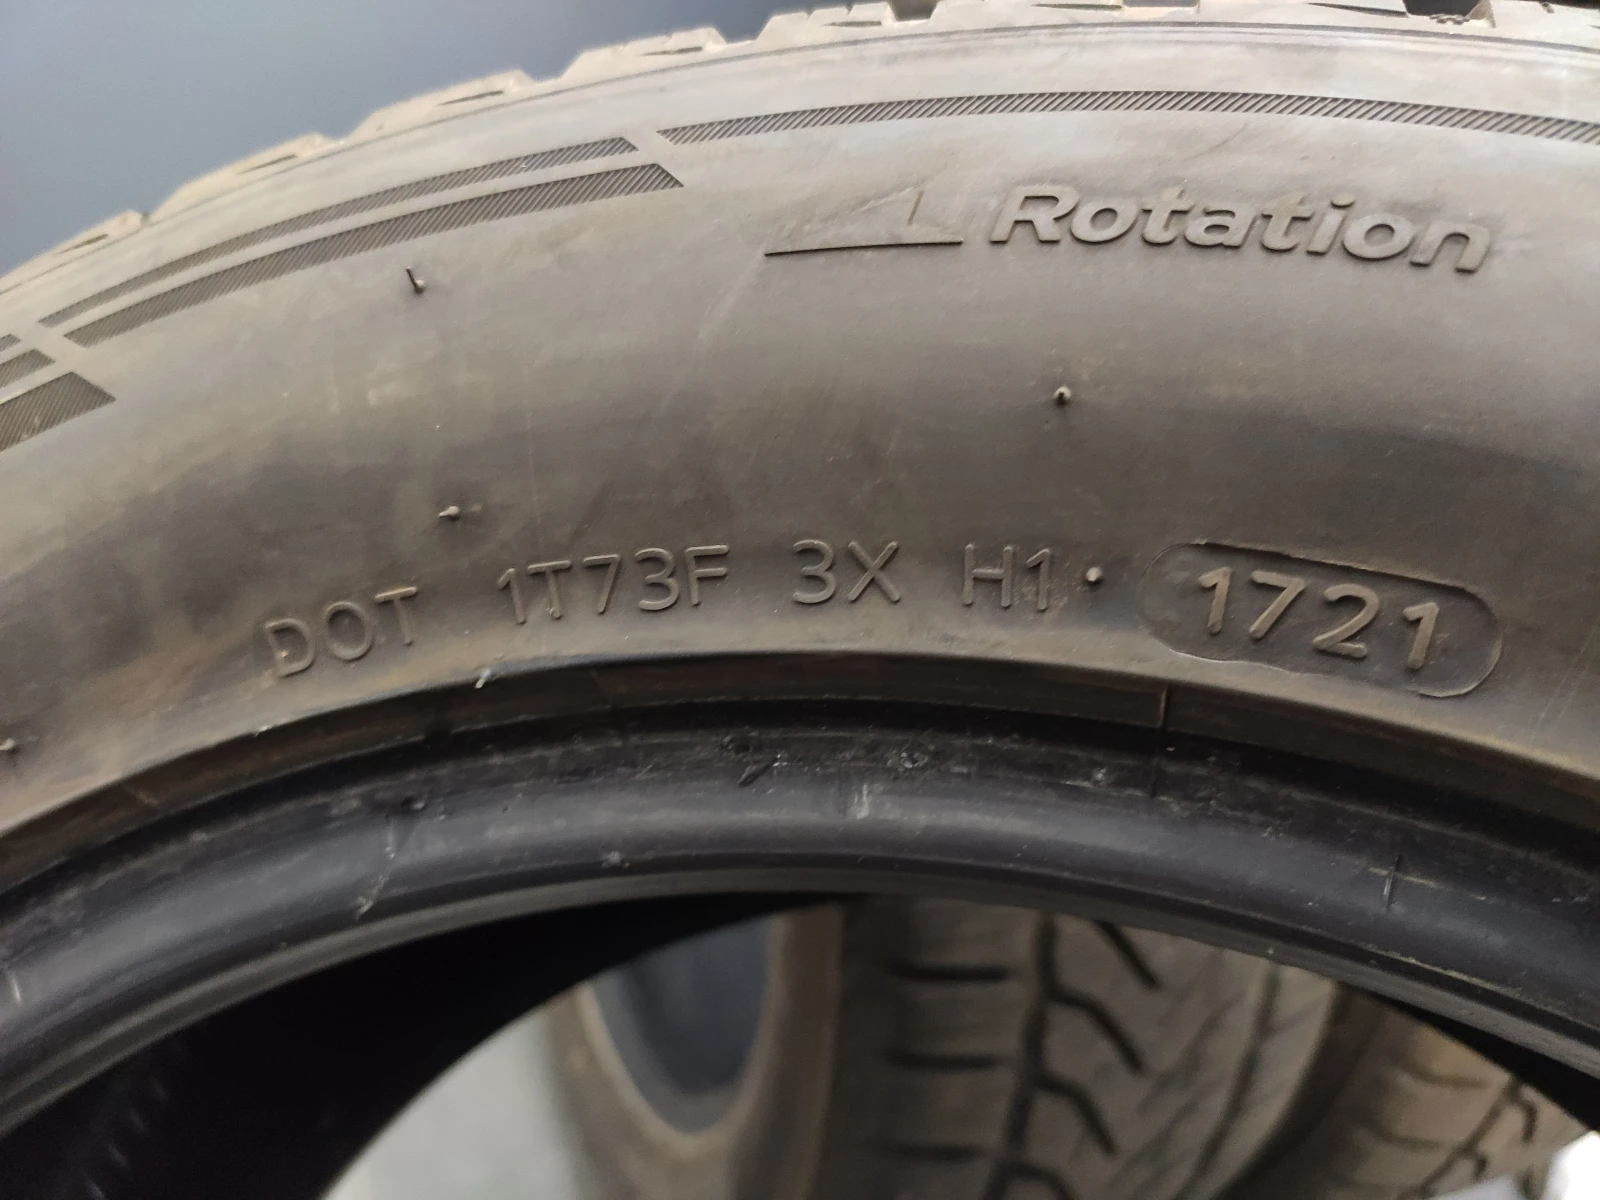 Rotation
DOT 1T73F 3X H1 1721